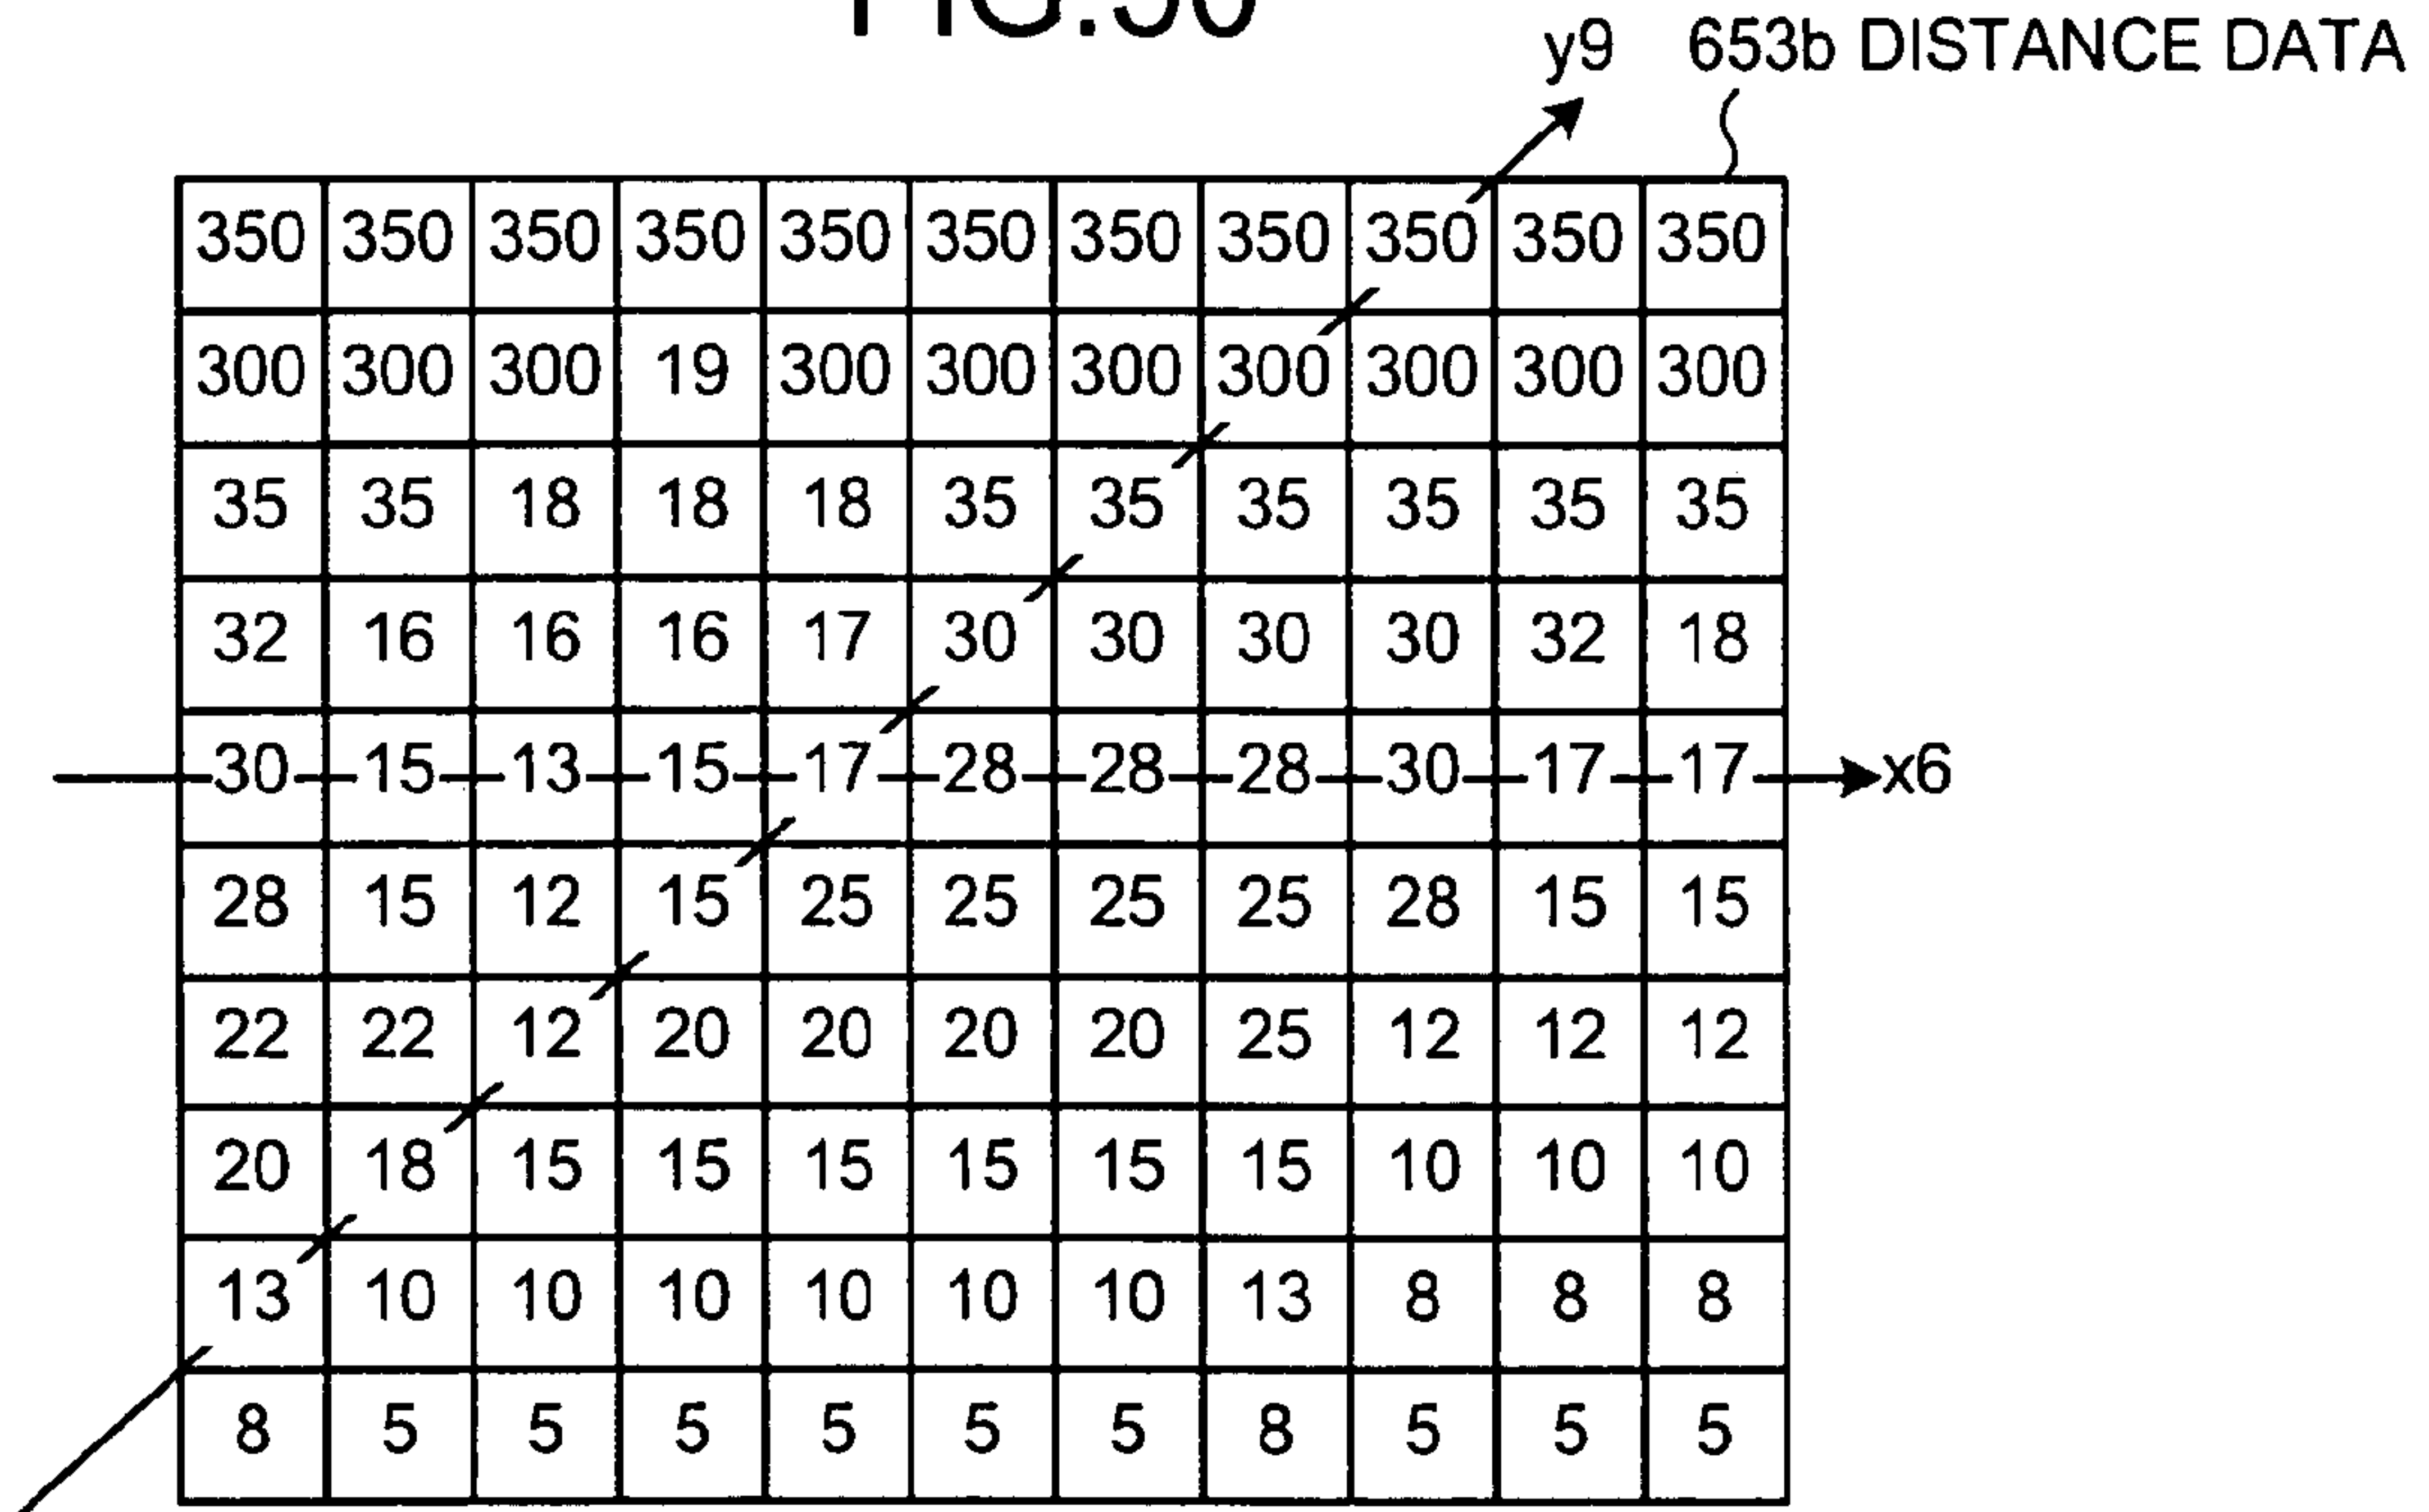 FIG.50
y9 653b DISTANCE DATA
350 350 350 350 350 350 350 350 350 350 350
300 300 300 19 300 300 300 300 300 300 300
35 35 18 18 18 35 35 35 35 35 35
32 16 16 16 17 30 30 30 30 32 18
30 15 13 15 17 28 28 28 30 17 17 x6
28 15 12 15 25 25 25 25 28 15 15
22 22 12 20 20 20 20 25 12 12 12
20 18 15 15 15 15 15 15 10 10 10
13 10 10 10 10 10 10 13 8 8 8
8 5 5 5 5 5 5 8 5 5 5